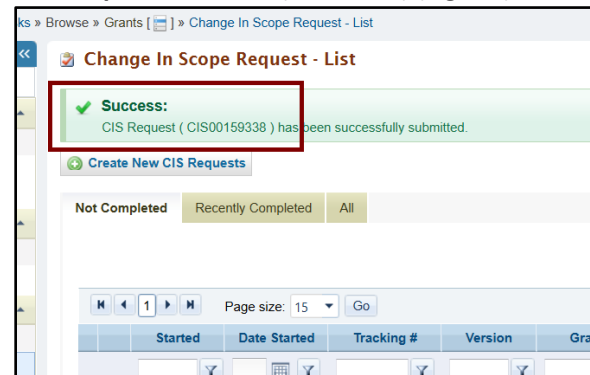 ks » Browse » Grants [ ] » Change In Scope Request - List
Change In Scope Request - List
Success:
CIS Request ( CIS00159338 ) has been successfully submitted.
Create New CIS Requests
Not Completed Recently Completed All
1 Page size: 15 Go
Started Date Started Tracking # Version Gra